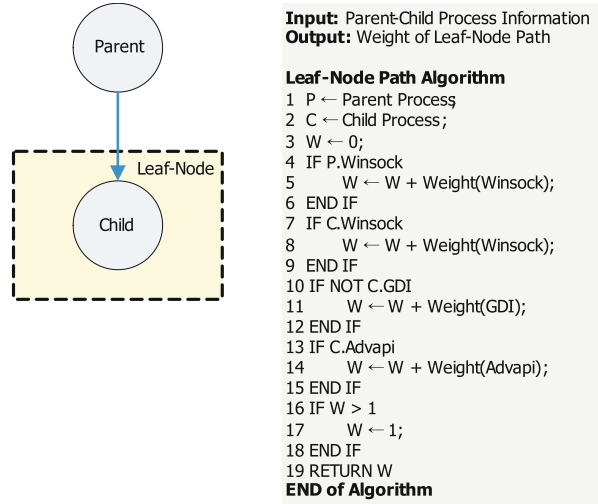 Parent
Leaf-Node
Child
Input: Parent-Child Process Information
Output: Weight of Leaf-Node Path
Leaf-Node Path Algorithm
1 P ← Parent Process;
2 C ← Child Process;
3 W ← 0;
4 IF P.Winsock
5 W ← W + Weight(Winsock);
6 END IF
7 IF C.Winsock
8 W ← W + Weight(Winsock);
9 END IF
10 IF NOT C.GDI
11 W ← W + Weight(GDI);
12 END IF
13 IF C.Advapi
14 W ← W + Weight(Advapi);
15 END IF
16 IF W > 1
17 W ← 1;
18 END IF
19 RETURN W
END of Algorithm